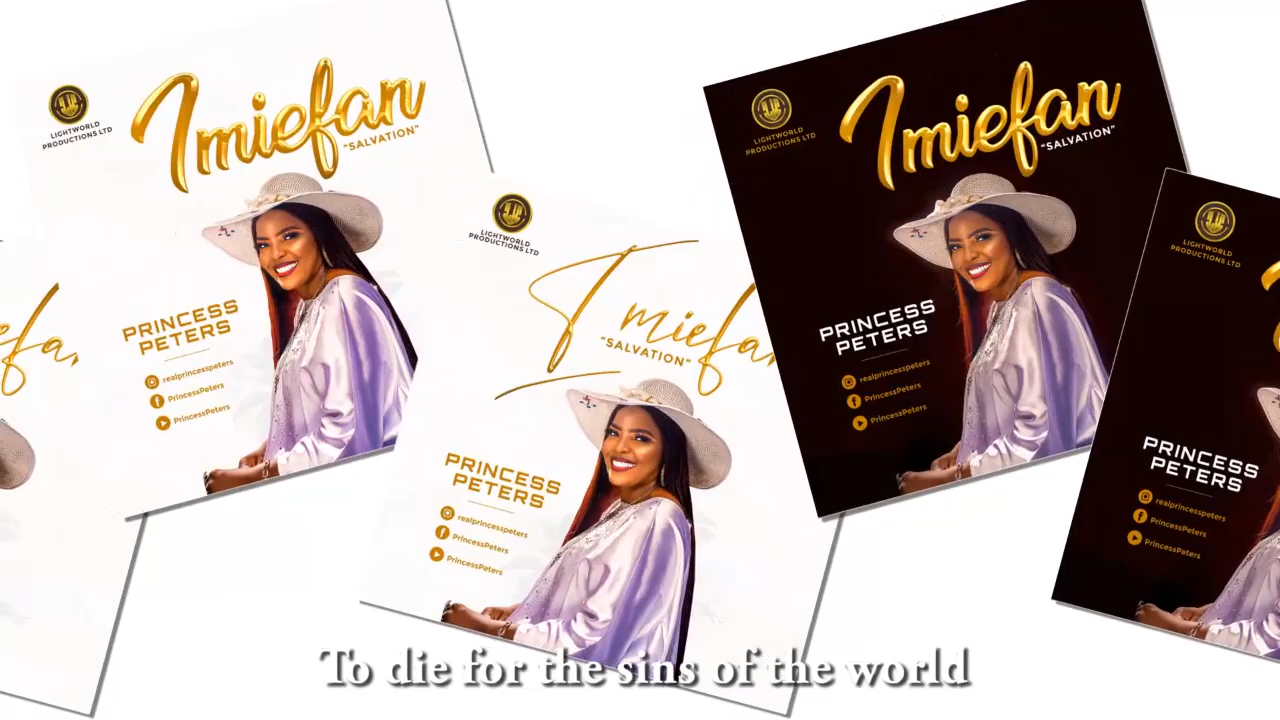 LIGHTWORLD
PRODUCTIONS LTD
Imiefan
"SALVATION"
PRINCESS
PETERS
realprincesspeters
PrincessPeters
PrincessPeters
LIGHTWORLD
PRODUCTIONS LTD
"SALVATION"
PRINCESS
PETERS
realprincesspeters
PrincessPeters
PrincessPeters
LIGHTWORLD
PRODUCTIONS LTD
Imiefan
"SALVATION"
PRINCESS
PETERS
realprincesspeters
PrincessPeters
PrincessPeters
LIGHTWORLD
PRODUCTIONS LTD
PRINCESS
PETERS
realprincesspeters
PrincessPeters
PrincessPeters
To die for the sins of the world